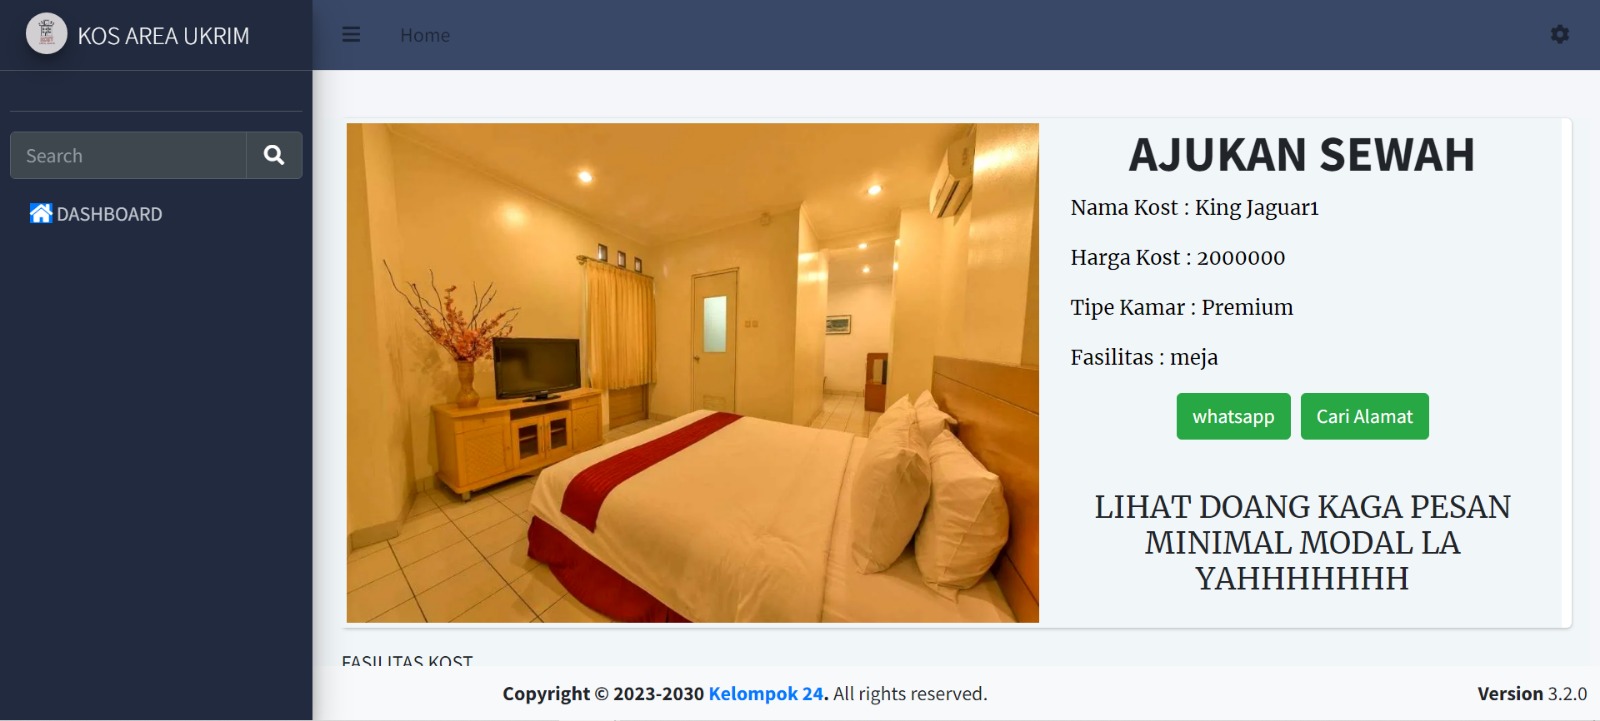 KOS AREA UKRIM
Home
Search
DASHBOARD
AJUKAN SEWAH
Nama Kost : King Jaguar1
Harga Kost : 2000000
Tipe Kamar : Premium
Fasilitas : meja
whatsapp
Cari Alamat
LIHAT DOANG KAGA PESAN
MINIMAL MODAL LA
YAHHHHHHH
FASILITAS KOST
Copyright © 2023-2030 Kelompok 24. All rights reserved.
Version 3.2.0